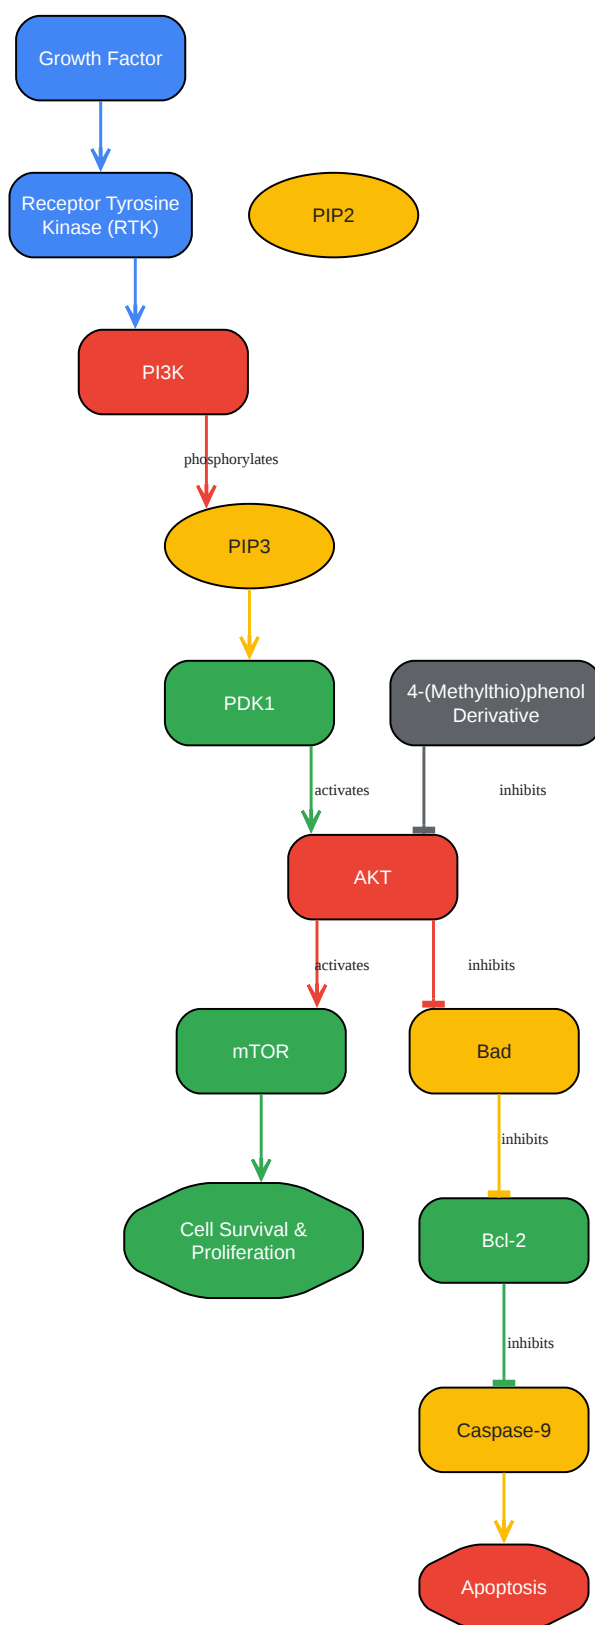 Growth Factor
Receptor Tyrosine
Kinase (RTK)
PIP2
PI3K
phosphorylates
PIP3
PDK1
4-(Methylthio)phenol
Derivative
activates
inhibits
AKT
activates
inhibits
mTOR
Bad
inhibits
Cell Survival &
Proliferation
Bcl-2
inhibits
Caspase-9
Apoptosis